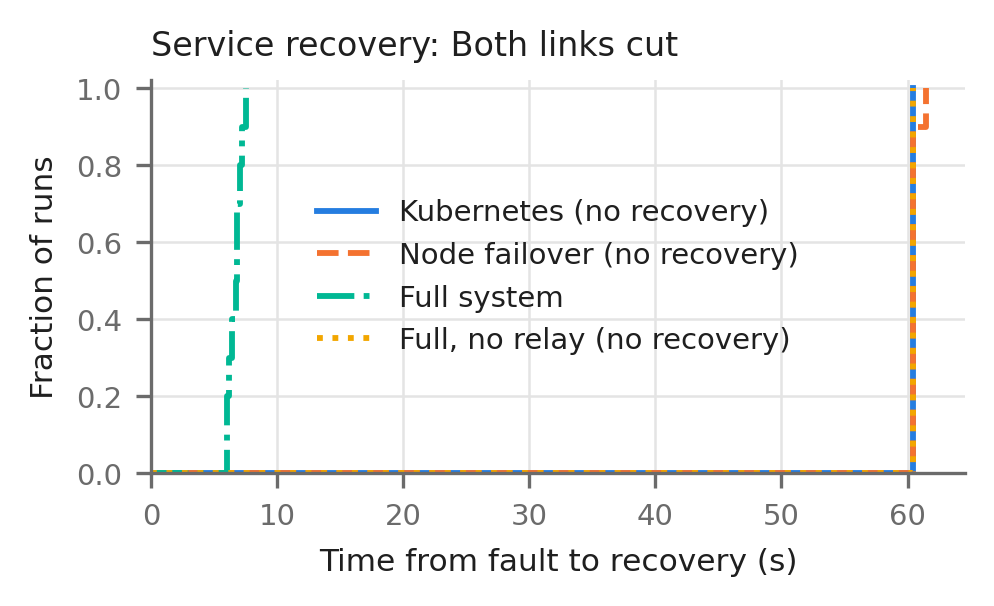 Service recovery: Both links cut
Fraction of runs
1.0
0.8
0.6
0.4
0.2
0.0
Kubernetes (no recovery)
Node failover (no recovery)
Full system
Full, no relay (no recovery)
0 10 20 30 40 50 60
Time from fault to recovery (s)